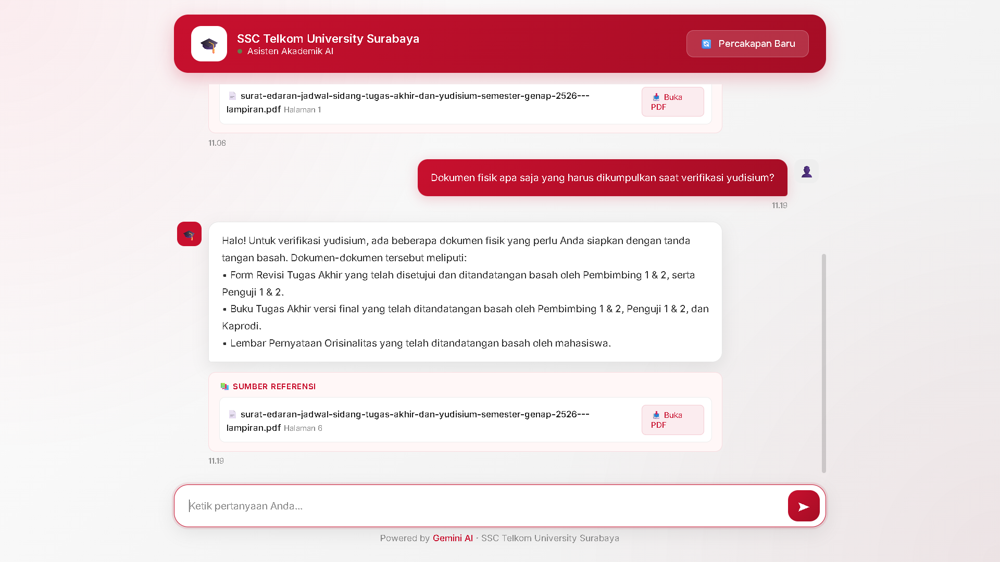 SSC Telkom University Surabaya
Asisten Akademik AI
Percakapan Baru
surat-edaran-jadwal-sidang-tugas-akhir-dan-yudisium-semester-genap-2526---
lampiran.pdf Halaman 1
Buka
PDF
11.08
Dokumen fisik apa saja yang harus dikumpulkan saat verifikasi yudisium?
11.19
Halo! Untuk verifikasi yudisium, ada beberapa dokumen fisik yang perlu Anda siapkan dengan tanda
tangan basah. Dokumen-dokumen tersebut meliputi:
▪ Form Revisi Tugas Akhir yang telah disetujui dan ditandatangan basah oleh Pembimbing 1 & 2, serta
Penguji 1 & 2.
▪ Buku Tugas Akhir versi final yang telah ditandatangan basah oleh Pembimbing 1 & 2, Penguji 1 & 2, dan
Kaprodi.
▪ Lembar Pernyataan Orisinalitas yang telah ditandatangan basah oleh mahasiswa.
SUMBER REFERENSI
surat-edaran-jadwal-sidang-tugas-akhir-dan-yudisium-semester-genap-2526---
lampiran.pdf Halaman 6
Buka
PDF
11.19
Ketik pertanyaan Anda...
Powered by Gemini AI · SSC Telkom University Surabaya